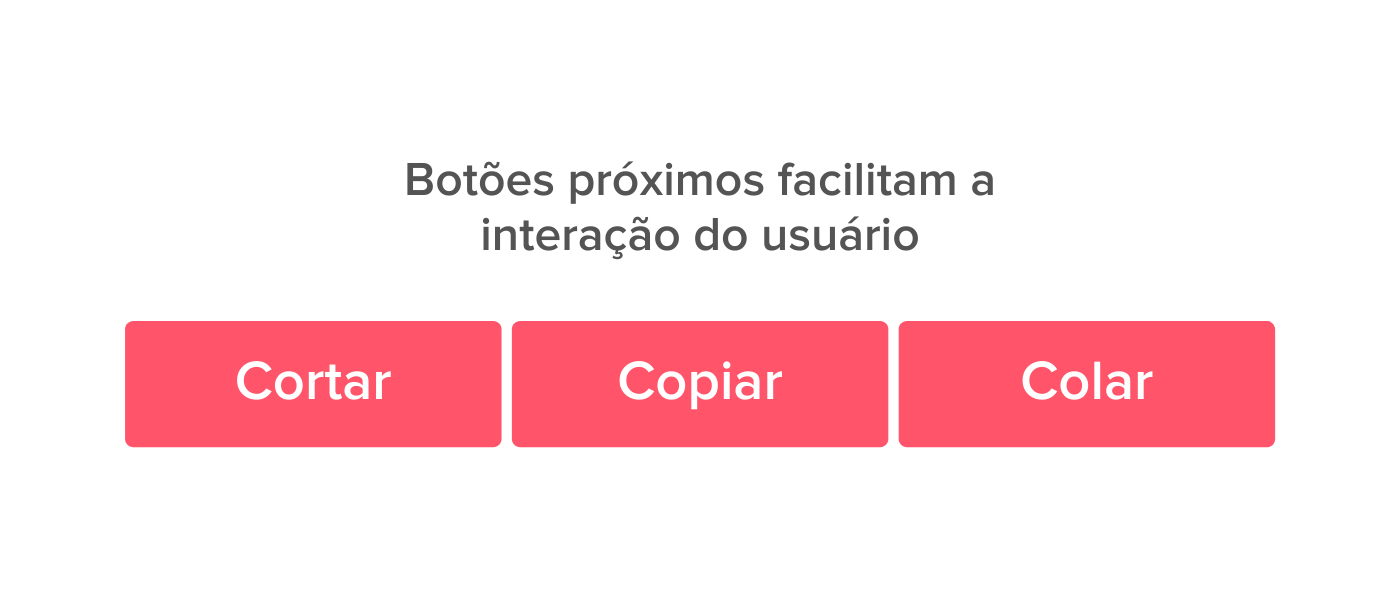 Botões próximos facilitam a
interação do usuário
Cortar Copiar Colar